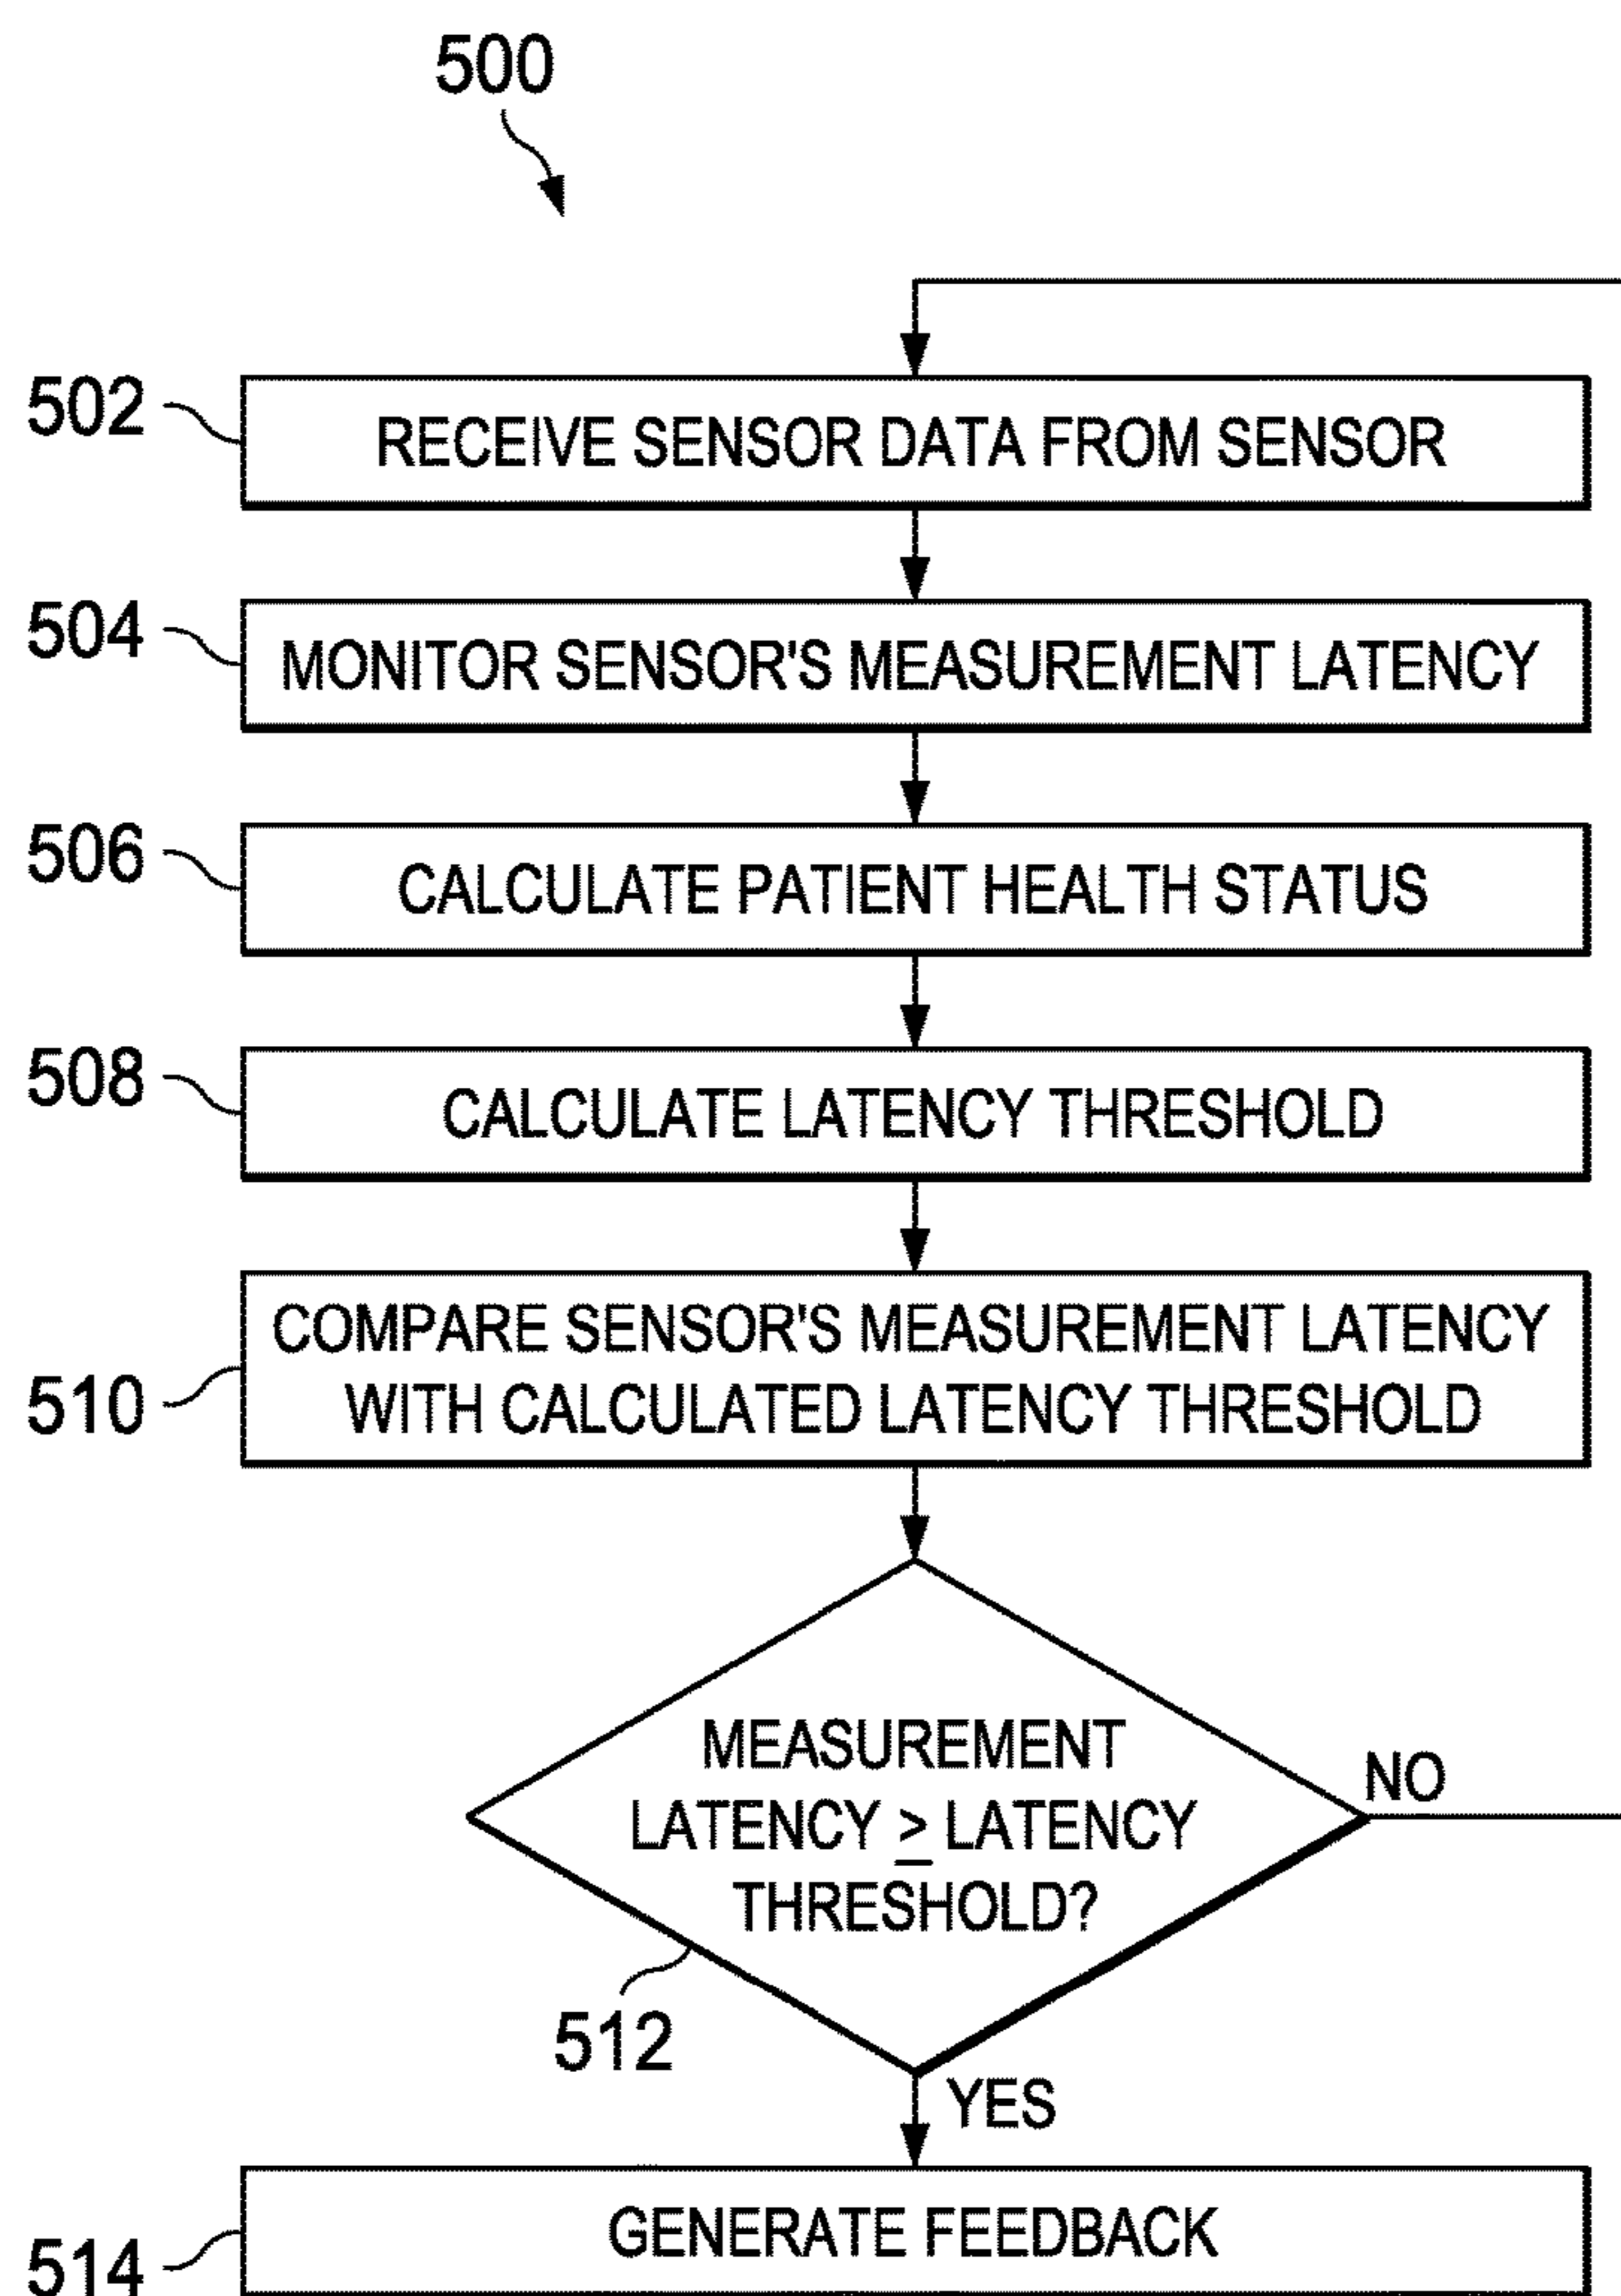 500
502
RECEIVE SENSOR DATA FROM SENSOR
504
MONITOR SENSOR'S MEASUREMENT LATENCY
506
CALCULATE PATIENT HEALTH STATUS
508
CALCULATE LATENCY THRESHOLD
510
COMPARE SENSOR'S MEASUREMENT LATENCY
WITH CALCULATED LATENCY THRESHOLD
MEASUREMENT
LATENCY ≥ LATENCY
THRESHOLD?
NO
512
YES
514
GENERATE FEEDBACK